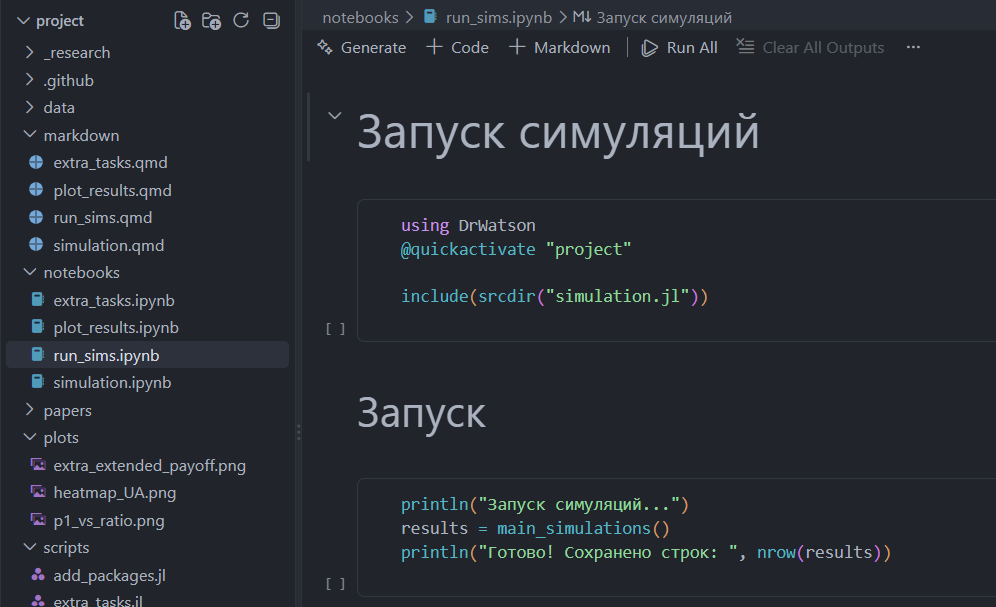 project
_research
.github
data
markdown
extra_tasks.qmd
plot_results.qmd
run_sims.qmd
simulation.qmd
notebooks
extra_tasks.ipynb
plot_results.ipynb
run_sims.ipynb
simulation.ipynb
papers
plots
extra_extended_payoff.png
heatmap_UA.png
p1_vs_ratio.png
scripts
add_packages.jl
extra_tasks.jl
notebooks > run_sims.ipynb > M↓ Запуск симуляций
Generate + Code + Markdown | Run All Clear All Outputs ...
Запуск симуляций
using DrWatson
@quickactivate "project"
include(srcdir("simulation.jl"))
[ ]
Запуск
println("Запуск симуляций...")
results = main_simulations()
println("Готово! Сохранено строк: ", nrow(results))
[ ]